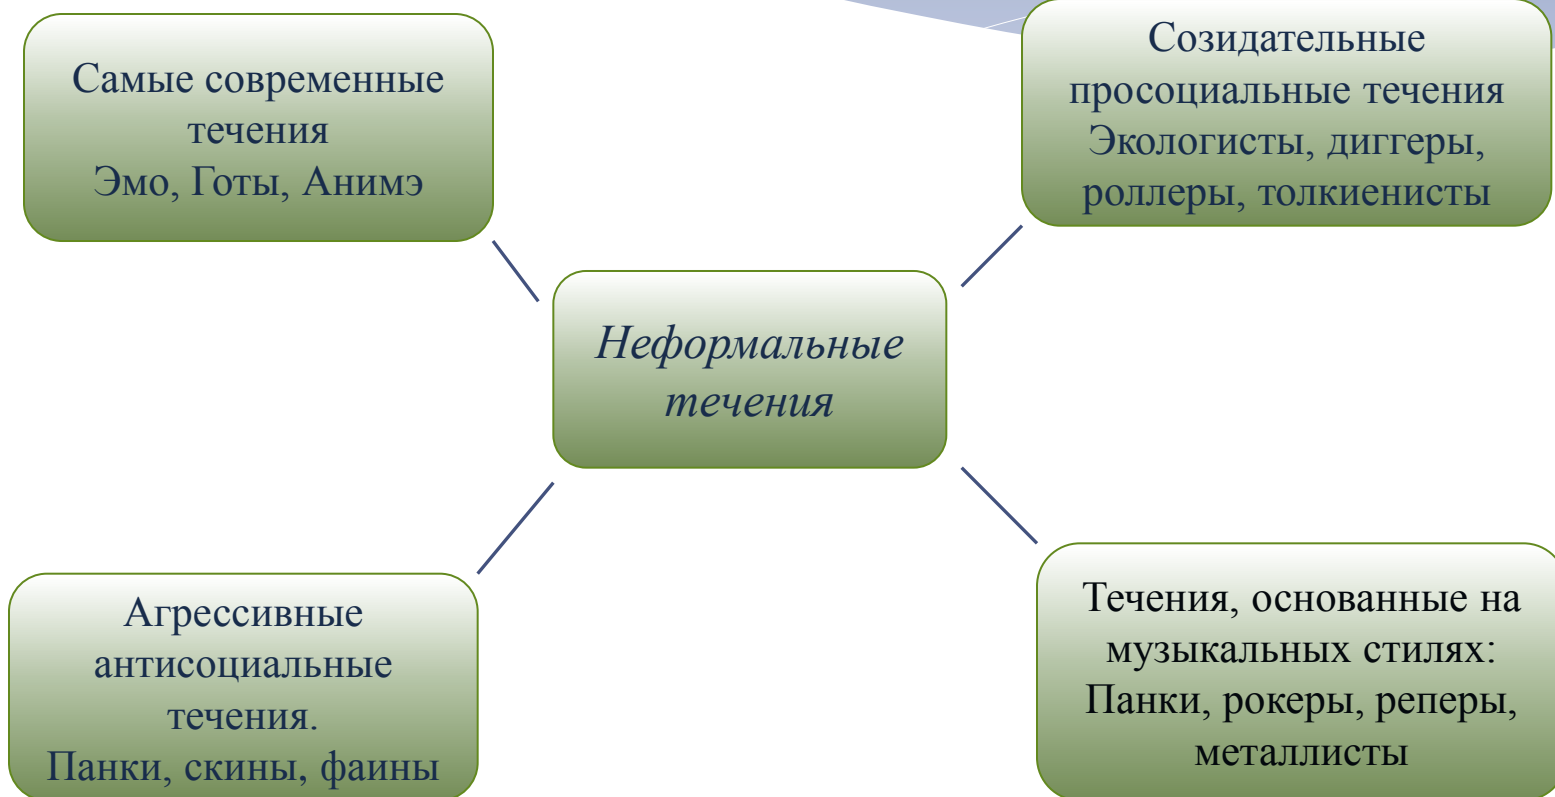 Самые современные
течения
Эмо, Готы, Анимэ
Созидательные
просоциальные течения
Экологисты, диггеры,
роллеры, толкиенисты
Неформальные
течения
Агрессивные
антисоциальные
течения.
Панки, скины, фаины
Течения, основанные на
музыкальных стилях:
Панки, рокеры, реперы,
металлисты